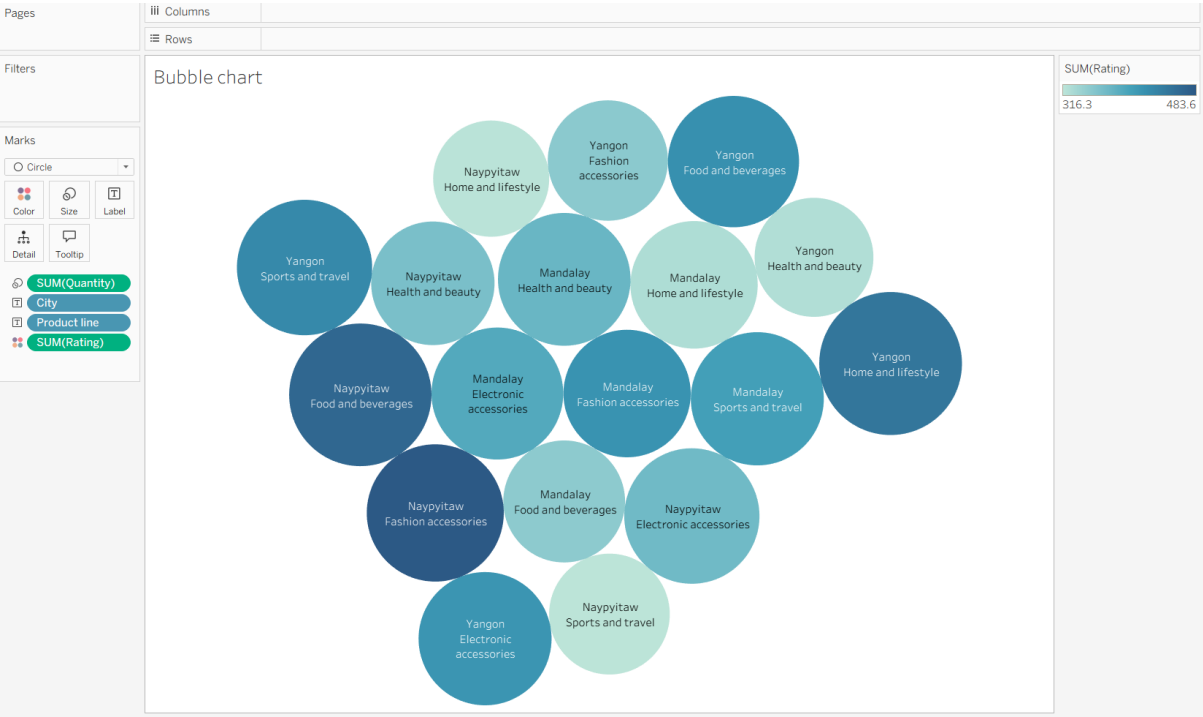 Pages
Columns
Rows
Filters
Marks
Circle
Color
Size
Label
Detail
Tooltip
SUM(Quantity)
City
Product line
SUM(Rating)
Bubble chart
Naypyitaw
Home and lifestyle
Yangon
Fashion
accessories
Yangon
Food and beverages
Yangon
Sports and travel
Naypyitaw
Health and beauty
Mandalay
Health and beauty
Mandalay
Home and lifestyle
Yangon
Health and beauty
Naypyitaw
Food and beverages
Mandalay
Electronic
accessories
Mandalay
Fashion accessories
Mandalay
Sports and travel
Yangon
Home and lifestyle
Naypyitaw
Fashion accessories
Mandalay
Food and beverages
Naypyitaw
Electronic accessories
Yangon
Electronic
accessories
Naypyitaw
Sports and travel
SUM(Rating)
316.3 483.6